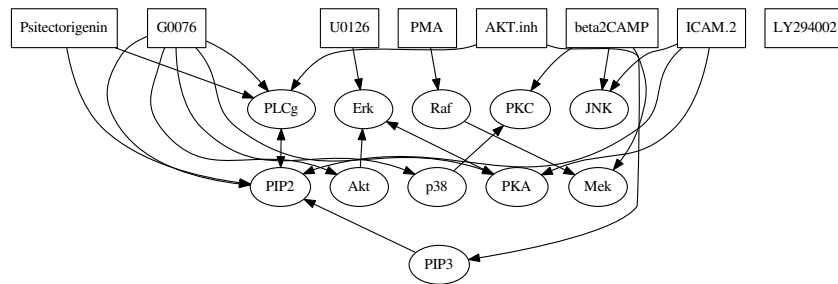 Psitectorigenin G0076 U0126 PMA AKT.inh beta2CAMP ICAM.2 LY294002
PLCg Erk Raf PKC JNK
PIP2 Akt p38 PKA Mek
PIP3